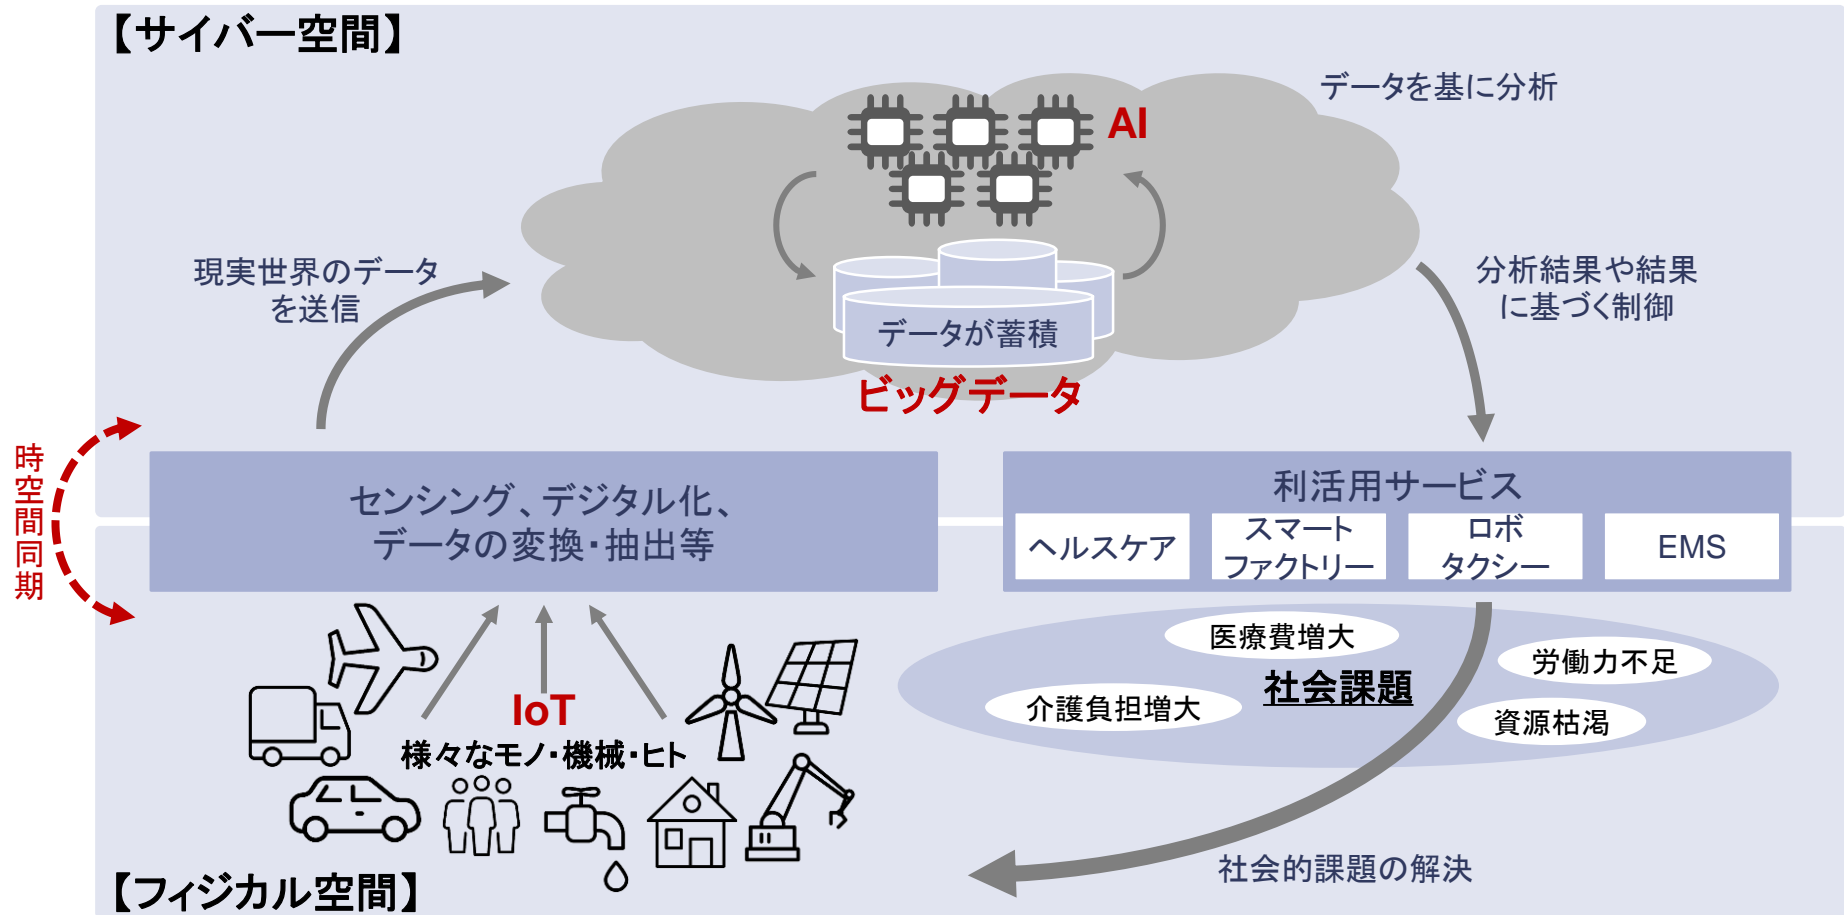 【サイバー空間】
データを基に分析
AI
現実世界のデータ
を送信
分析結果や結果
に基づく制御
データが蓄積
ビッグデータ
時空間同期
センシング、デジタル化、
データの変換・抽出等
利活用サービス
ヘルスケア
スマート
ファクトリー
ロボ
タクシー
EMS
IoT
様々なモノ・機械・ヒト
医療費増大
労働力不足
社会課題
介護負担増大
資源枯渇
社会的課題の解決
【フィジカル空間】